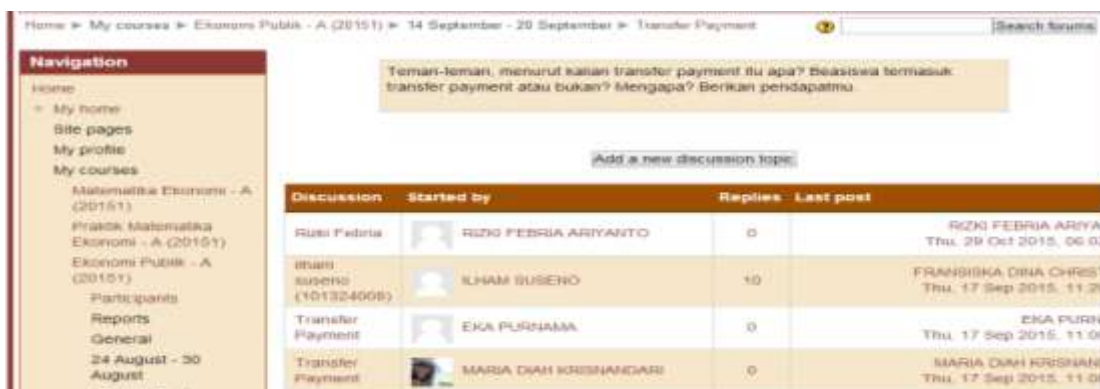 Home ► My courses ► Ekonomi Publik - A (20151) ► 14 September - 20 September ► Transfer Payment
Search forums
Navigation
Home
My home
Site pages
My profile
My courses
Matematika Ekonomi - A
(20151)
Praktik Matematika
Ekonomi - A (20151)
Ekonomi Publik - A
(20151)
Participants
Reports
General
24 August - 30
August
Teman-teman, menurut kalian transfer payment itu apa? Beasiswa termasuk
transfer payment atau bukan? Mengapa? Berikan pendapatmu.
Add a new discussion topic
Discussion Started by Replies Last post
Rizki Febria RIZKI FEBRIA ARIYANTO 0 RIZKI FEBRIA ARIYA
Thu, 29 Oct 2015, 06:0
ilham
suseno
(101324008) ILHAM SUSENO 10 FRANSISKA DINA CHRIS
Thu, 17 Sep 2015, 11:2
Transfer
Payment EKA PURNAMA 0 EKA PURN
Thu, 17 Sep 2015, 11:0
Transfer
Payment MARIA DIAH KRISNANDARI 0 MARIA DIAH KRISNAN
Thu, 17 Sep 2015, 11:0